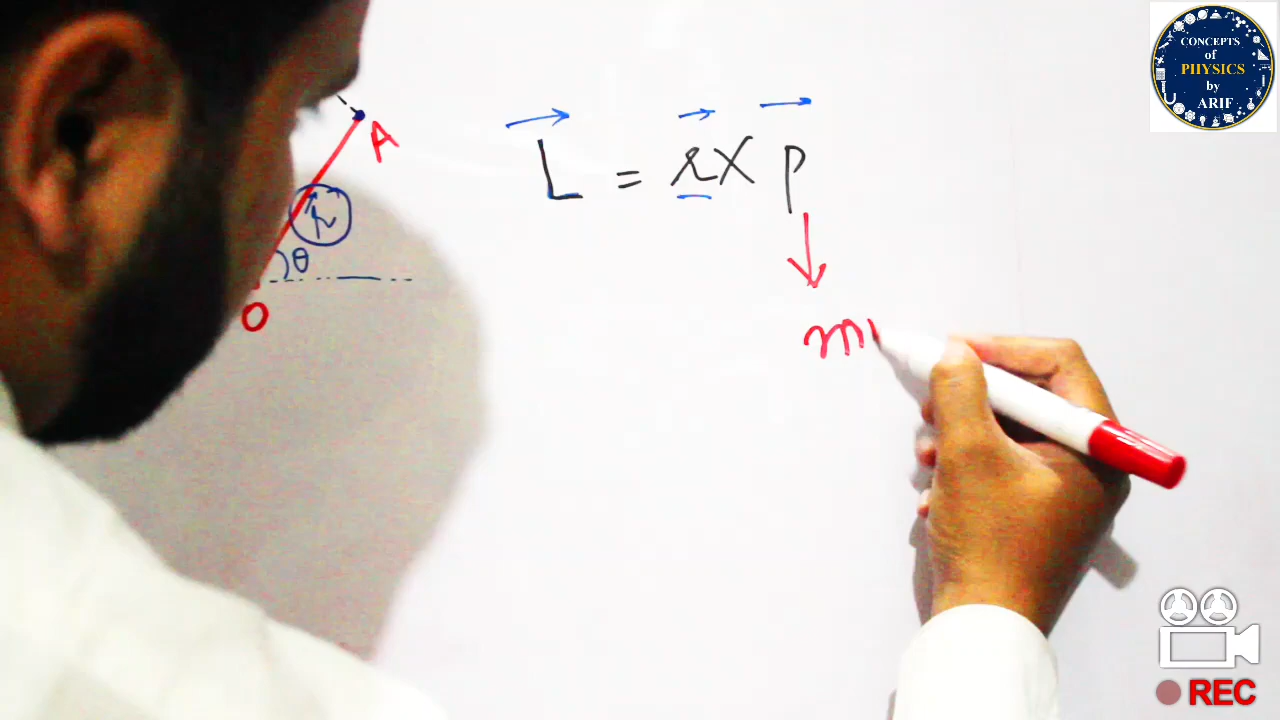 CONCEPTS
of
PHYSICS
by
ARIF
A
L = r X p
r
θ
O
m
REC